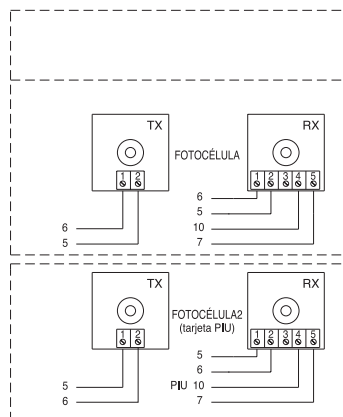 TX
RX
FOTOCÉLULA
1 2
1 2 3 4 5
6
5
6
5
10
7
TX
RX
FOTOCÉLULA2
(tarjeta PIU)
1 2
1 2 3 4 5
5
6
5
6
PIU 10
7